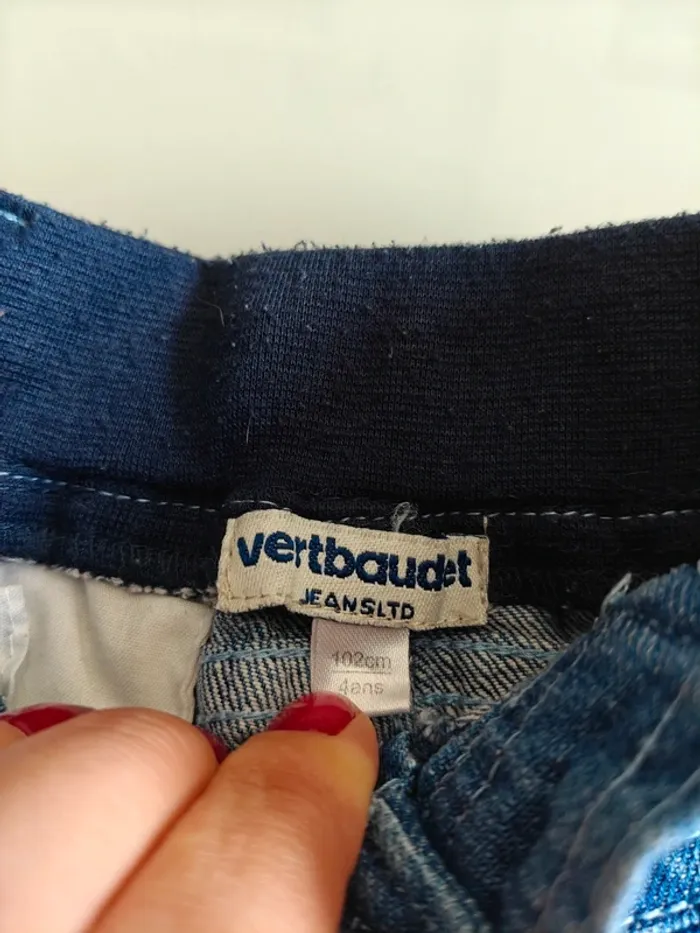 vertbaudet
JEANSLTD
102cm
4ans